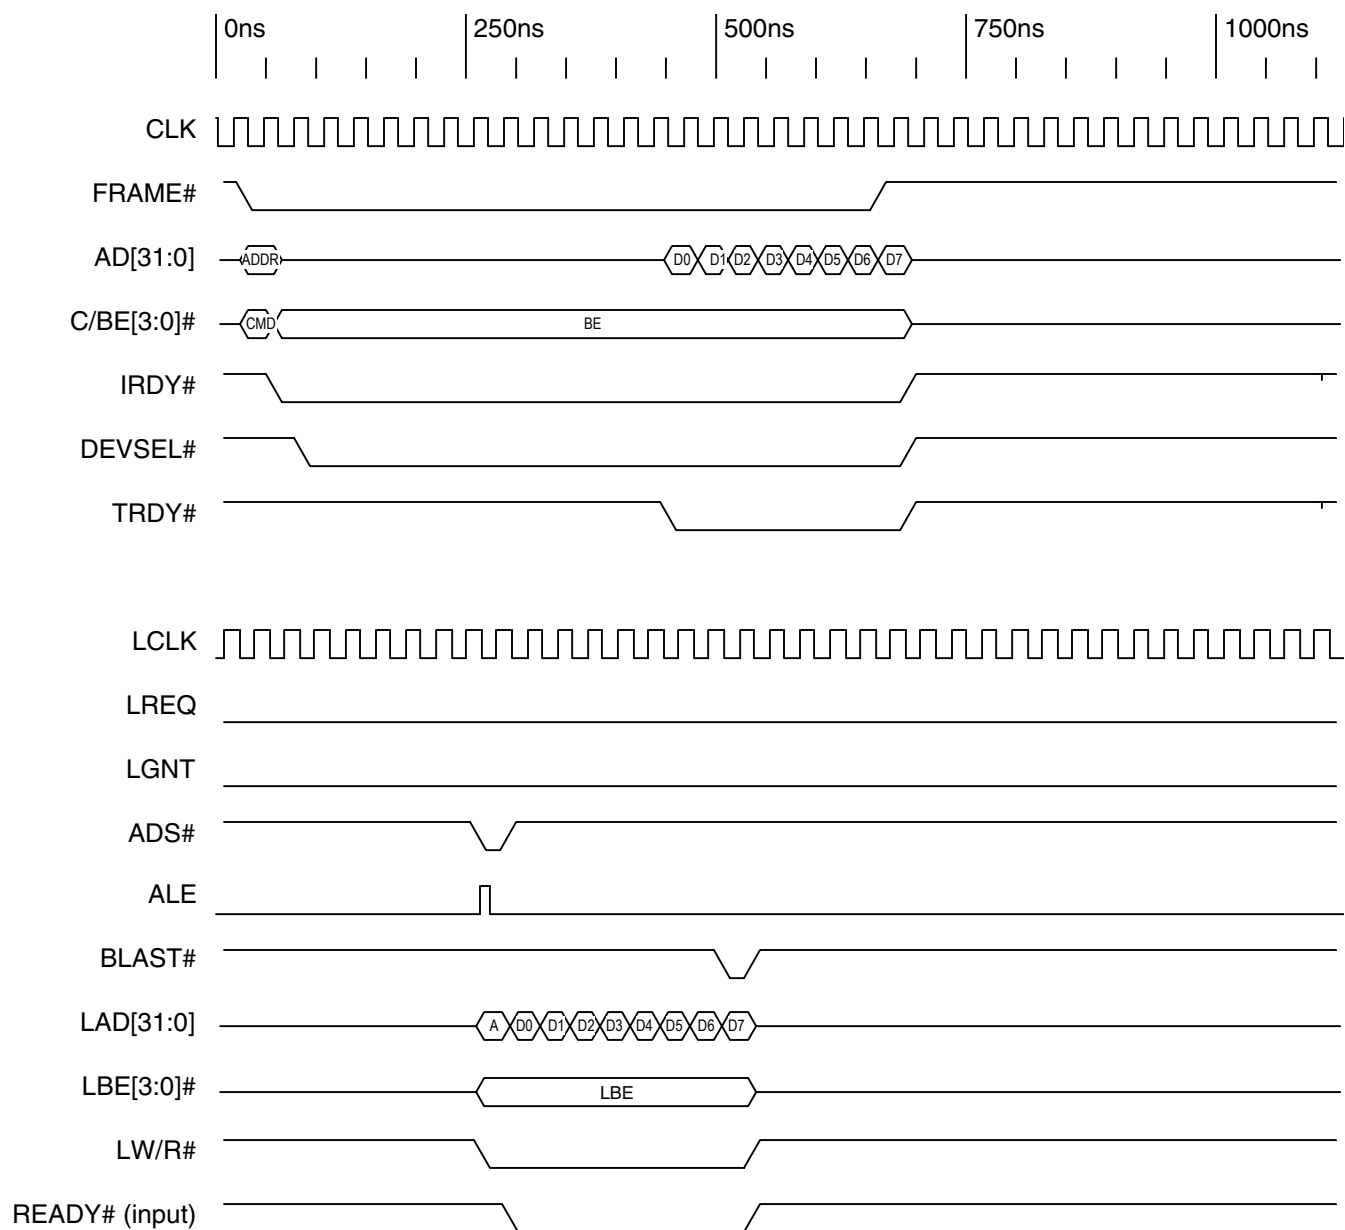 0ns 250ns 500ns 750ns 1000ns
CLK
FRAME#
AD[31:0] ADDR D0 D1 D2 D3 D4 D5 D6 D7
C/BE[3:0]# CMD BE
IRDY#
DEVSEL#
TRDY#
LCLK
LREQ
LGNT
ADS#
ALE
BLAST#
LAD[31:0] A D0 D1 D2 D3 D4 D5 D6 D7
LBE[3:0]# LBE
LW/R#
READY# (input)